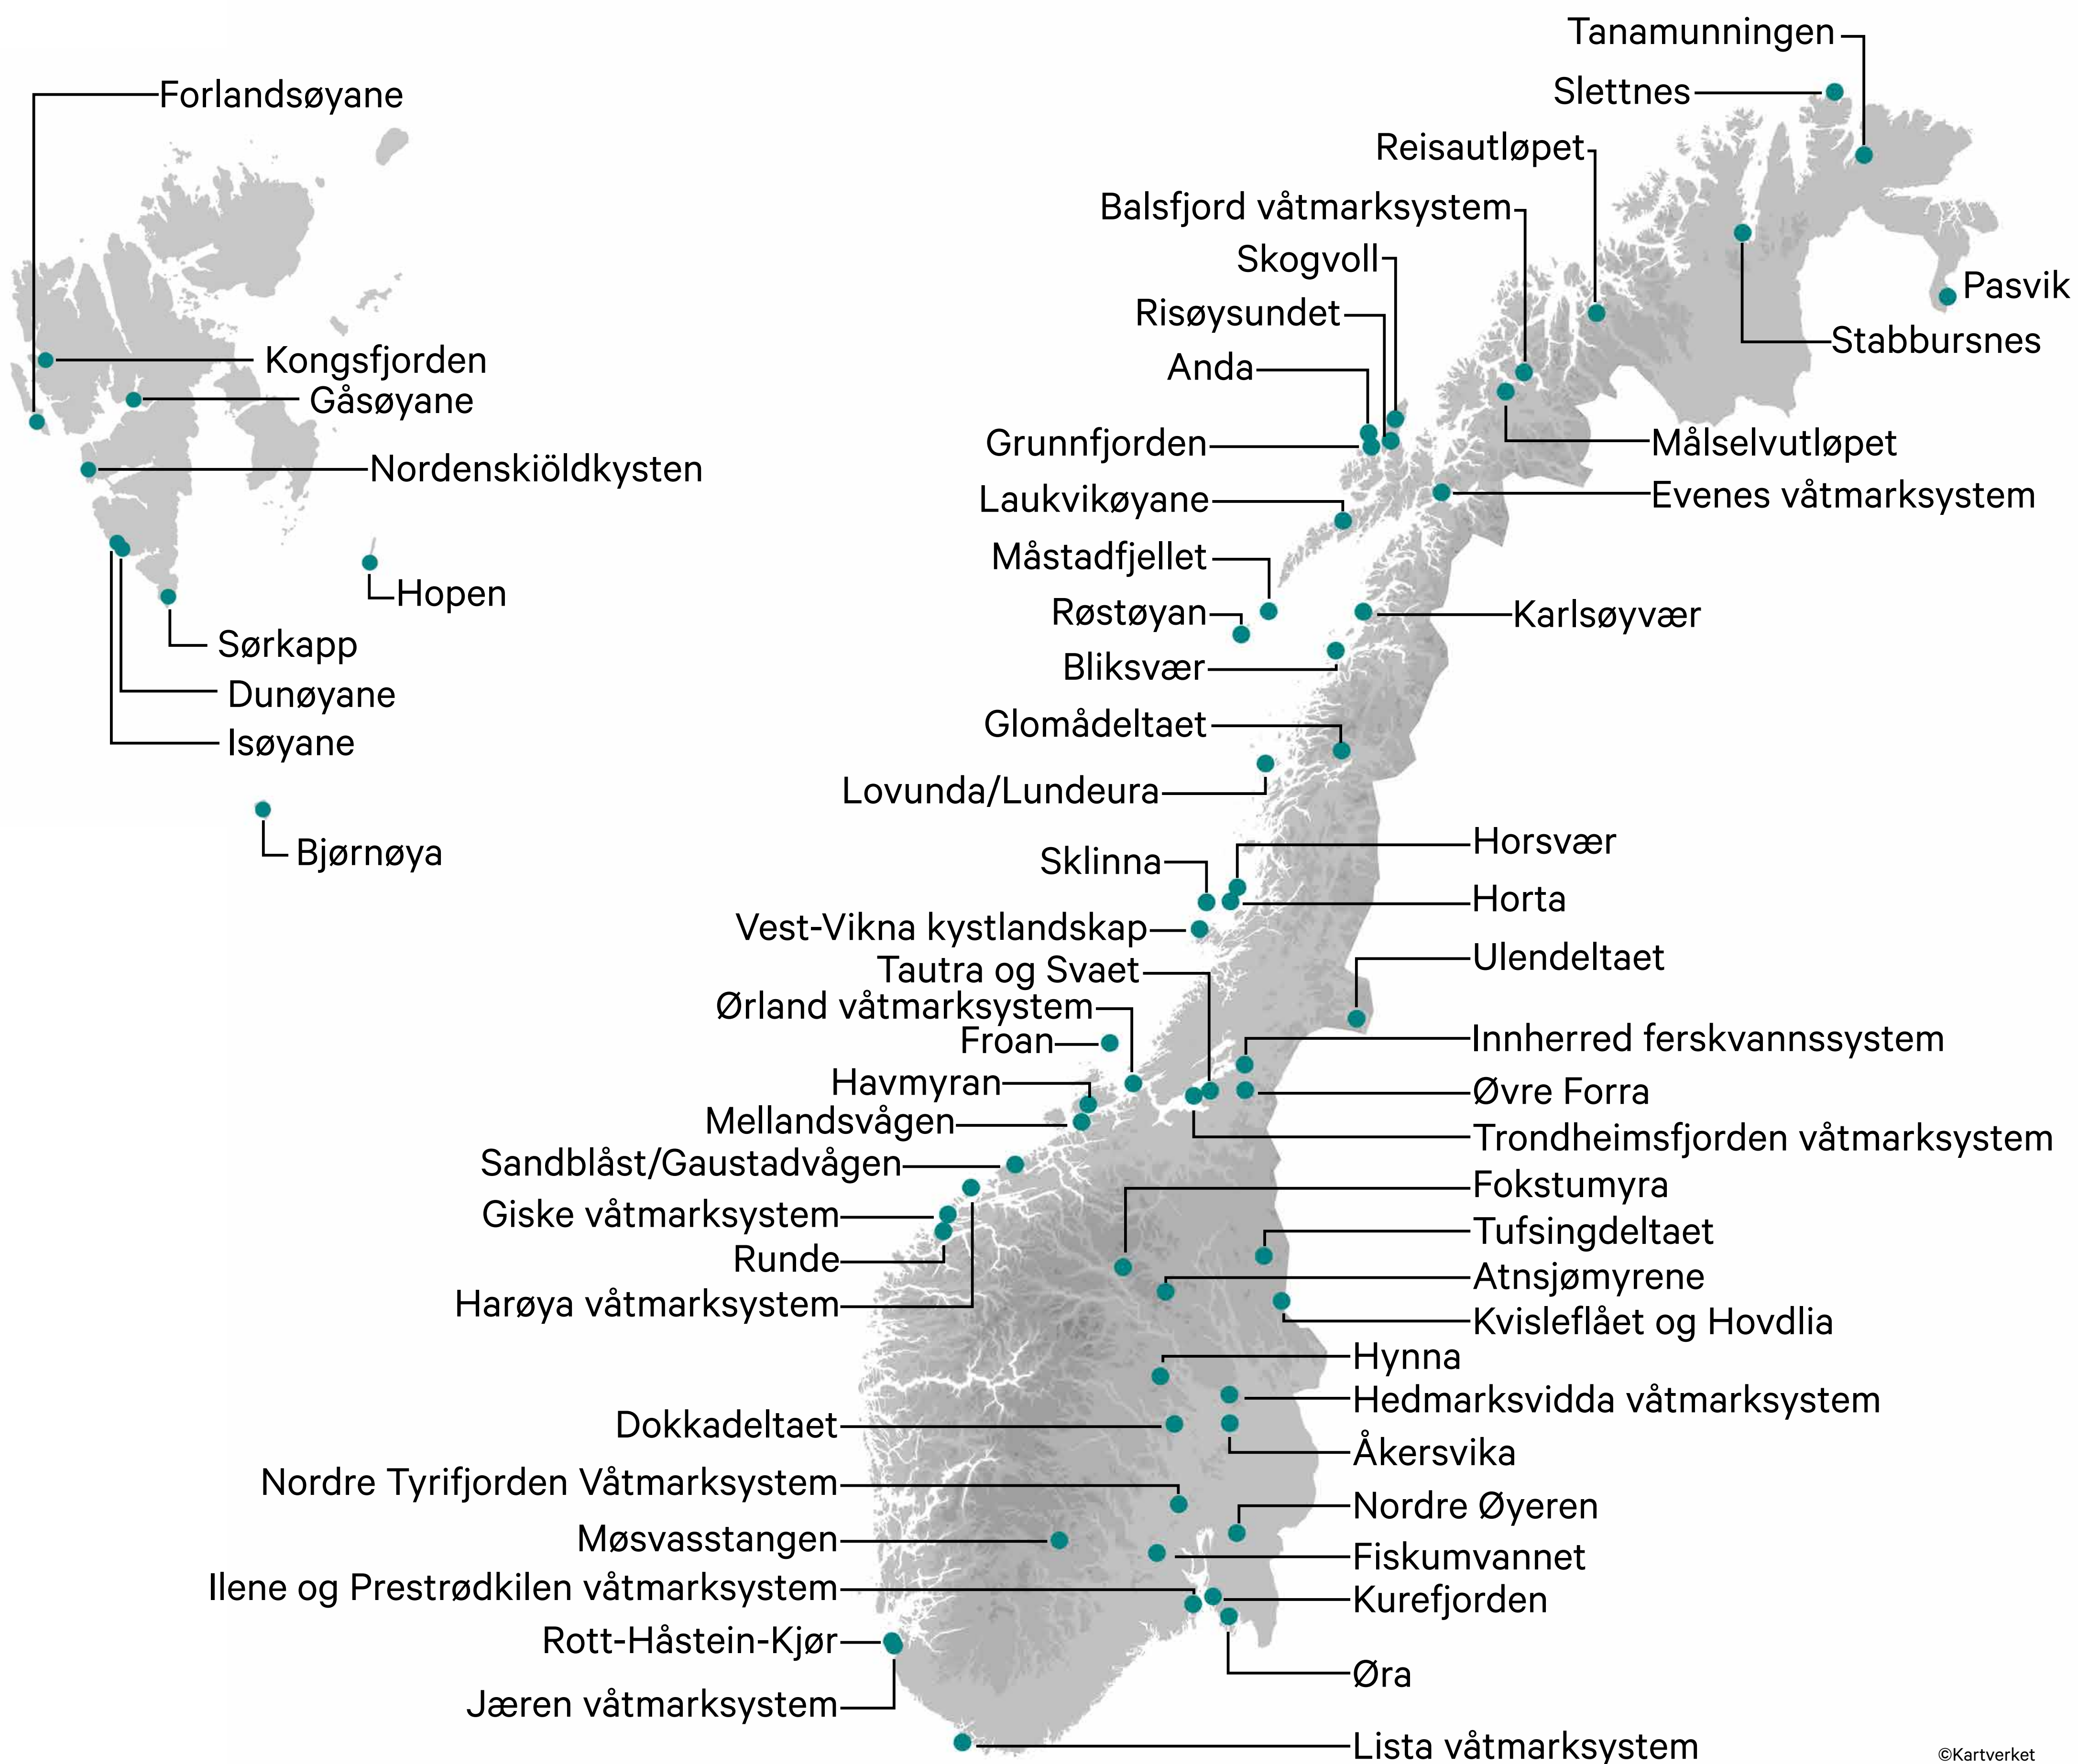 Tanamunningen
Forlandsøyane
Slettnes
Reisautløpet
Balsfjord våtmarksystem
Skogvoll
Pasvik
Risøysundet
Stabbursnes
Kongsfjorden
Anda
Gåsøyane
Grunnfjorden
Målselvutløpet
Nordenskiöldkysten
Evenes våtmarksystem
Laukvikøyane
Måstadfjellet
Hopen
Røstøyan
Karlsøyvær
Sørkapp
Bliksvær
Dunøyane
Glomådeltaet
Isøyane
Lovunda/Lundeura
Horsvær
Bjørnøya
Sklinna
Horta
Vest-Vikna kystlandskap
Ulendeltaet
Tautra og Svaet
Ørland våtmarksystem
Innherred ferskvannssystem
Froan
Havmyran
Øvre Forra
Mellandsvågen
Trondheimsfjorden våtmarksystem
Sandblåst/Gaustadvågen
Fokstumyra
Giske våtmarksystem
Tufsingdeltaet
Runde
Atnsjømyrene
Harøya våtmarksystem
Kvisleflået og Hovdlia
Hynna
Hedmarksvidda våtmarksystem
Dokkadeltaet
Åkersvika
Nordre Tyrifjorden Våtmarksystem
Nordre Øyeren
Møsvasstangen
Fiskumvannet
Ilene og Prestrødkilen våtmarksystem
Kurefjorden
Rott-Håstein-Kjør
Øra
Jæren våtmarksystem
Lista våtmarksystem
©Kartverket